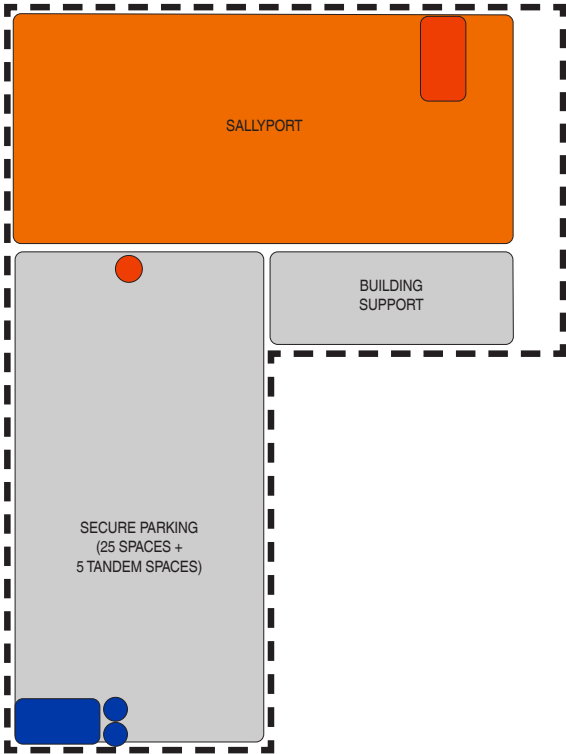 SALLYPORT
BUILDING
SUPPORT
SECURE PARKING
(25 SPACES +
5 TANDEM SPACES)